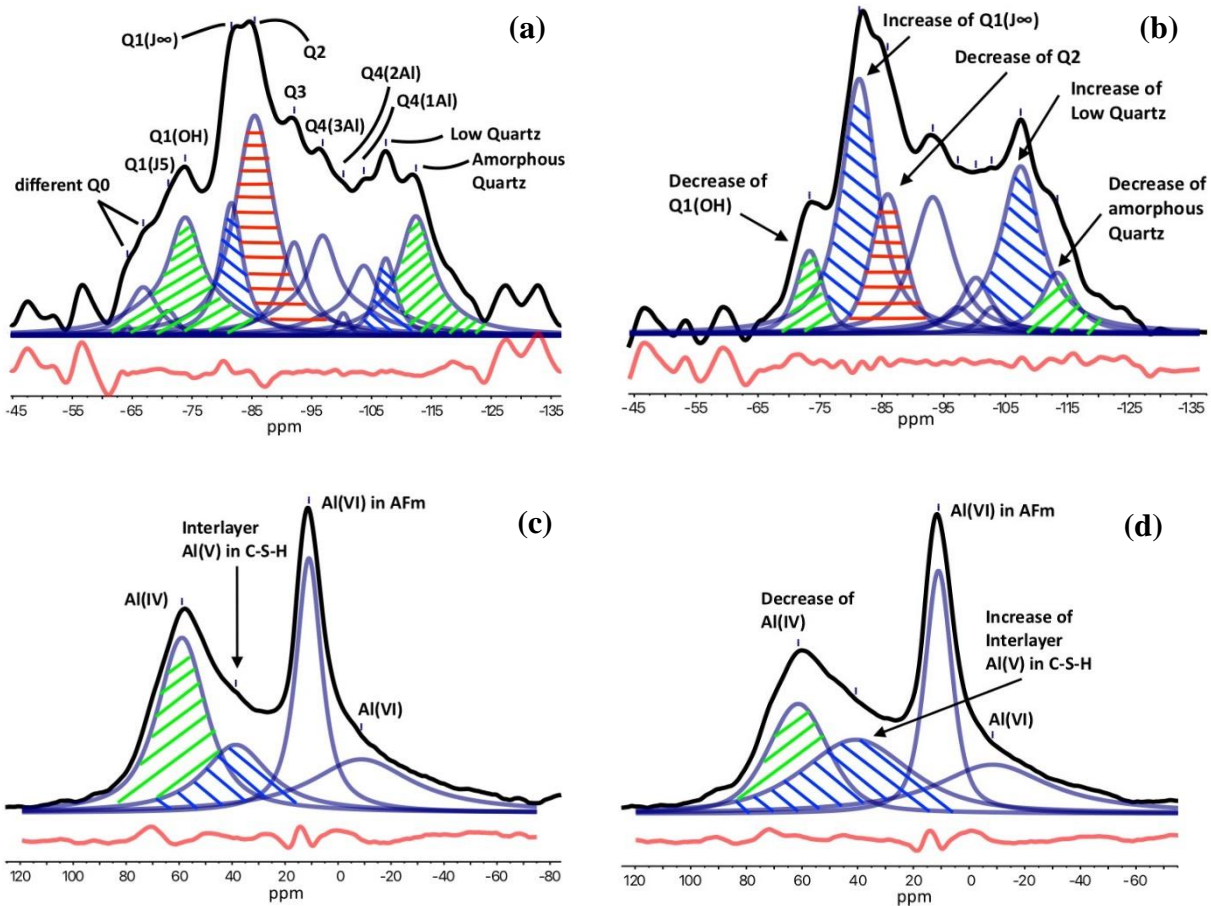 (a)
Q1(J∞)
Q2
Q3
Q4(2Al)
Q4(1Al)
Q4(3Al)
Q1(OH)
Q1(J5)
different Q0
Low Quartz
Amorphous
Quartz
-45 -55 -65 -75 -85 -95 -105 -115 -125 -135
ppm
(b)
Increase of Q1(J∞)
Decrease of Q2
Increase of
Low Quartz
Decrease of
Q1(OH)
Decrease of
amorphous
Quartz
-45 -55 -65 -75 -85 -95 -105 -115 -125 -135
ppm
(c)
Al(VI) in AFm
Interlayer
Al(V) in C-S-H
Al(IV)
Al(VI)
120 100 80 60 40 20 0 -20 -40 -60 -80
ppm
(d)
Al(VI) in AFm
Decrease of
Al(IV)
Increase of
Interlayer
Al(V) in C-S-H
Al(VI)
120 100 80 60 40 20 0 -20 -40 -60
ppm